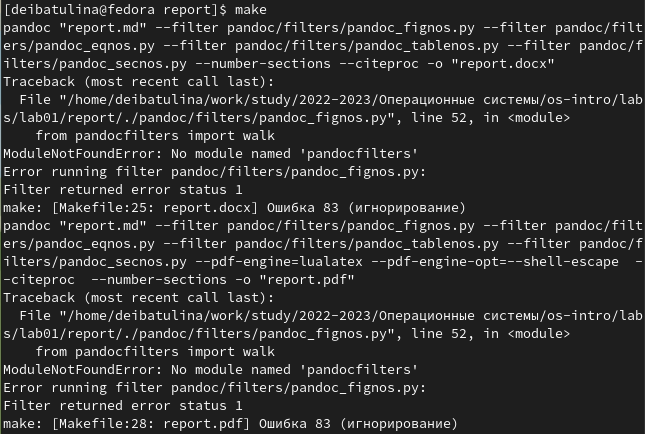 [deibatulina@fedora report]$ make
pandoc "report.md" --filter pandoc/filters/pandoc_fignos.py --filter pandoc/filt
ers/pandoc_eqnos.py --filter pandoc/filters/pandoc_tablenos.py --filter pandoc/f
ilters/pandoc_secnos.py --number-sections --citeproc -o "report.docx"
Traceback (most recent call last):
  File "/home/deibatulina/work/study/2022-2023/Операционные системы/os-intro/lab
s/lab01/report/./pandoc/filters/pandoc_fignos.py", line 52, in <module>
    from pandocfilters import walk
ModuleNotFoundError: No module named 'pandocfilters'
Error running filter pandoc/filters/pandoc_fignos.py:
Filter returned error status 1
make: [Makefile:25: report.docx] Ошибка 83 (игнорирование)
pandoc "report.md" --filter pandoc/filters/pandoc_fignos.py --filter pandoc/filt
ers/pandoc_eqnos.py --filter pandoc/filters/pandoc_tablenos.py --filter pandoc/f
ilters/pandoc_secnos.py --pdf-engine=lualatex --pdf-engine-opt=--shell-escape  -
-citeproc  --number-sections -o "report.pdf"
Traceback (most recent call last):
  File "/home/deibatulina/work/study/2022-2023/Операционные системы/os-intro/lab
s/lab01/report/./pandoc/filters/pandoc_fignos.py", line 52, in <module>
    from pandocfilters import walk
ModuleNotFoundError: No module named 'pandocfilters'
Error running filter pandoc/filters/pandoc_fignos.py:
Filter returned error status 1
make: [Makefile:28: report.pdf] Ошибка 83 (игнорирование)